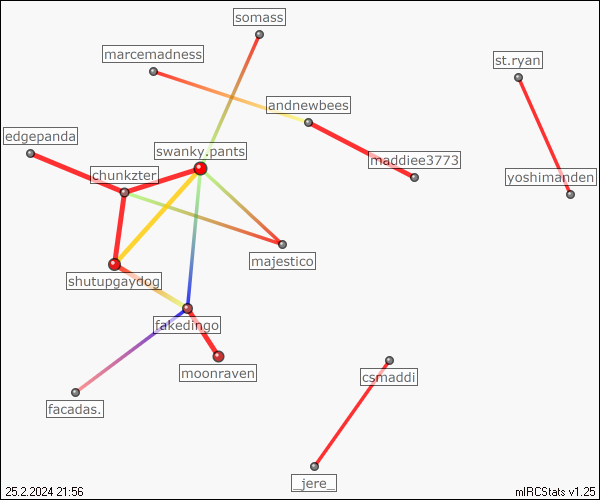 somass
marcemadness
st.ryan
andnewbees
edgepanda
swanky.pants
maddiee3773
chunkzter
yoshimanden
majestico
shutupgaydog
fakedingo
moonraven
csmaddi
facadas.
_jere_
25.2.2024 21:56
mIRCStats v1.25